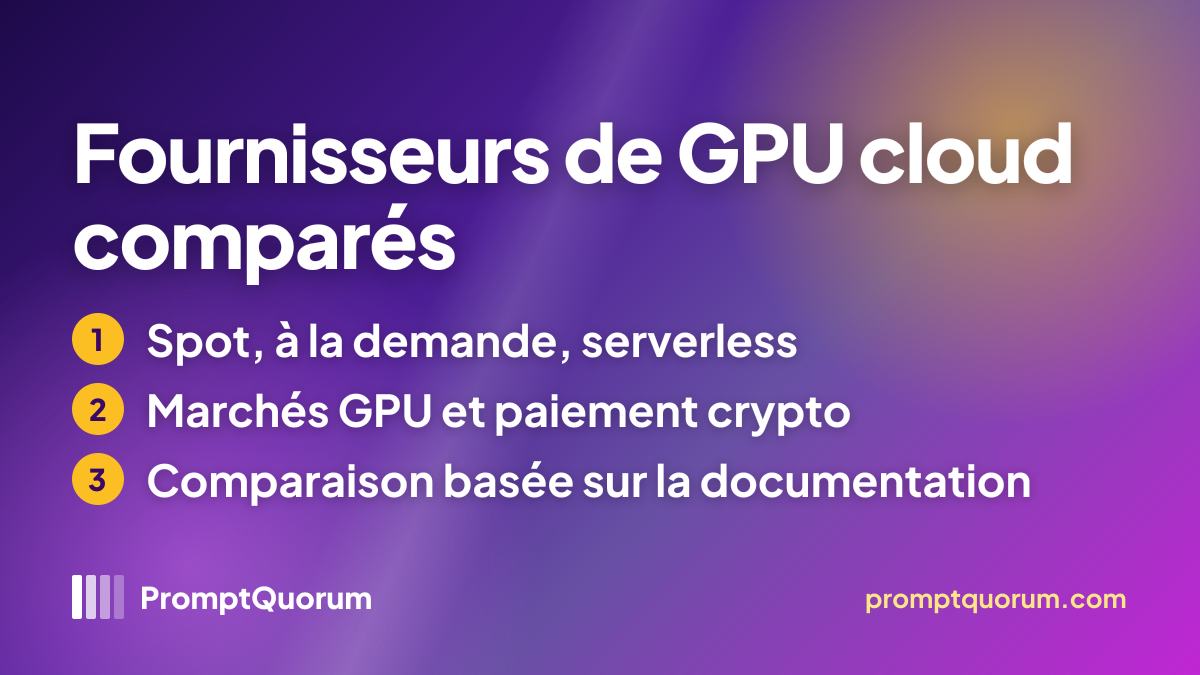 Fournisseurs de GPU cloud
comparés
1 Spot, à la demande, serverless
2 Marchés GPU et paiement crypto
3 Comparaison basée sur la documentation
PromptQuorum
promptquorum.com